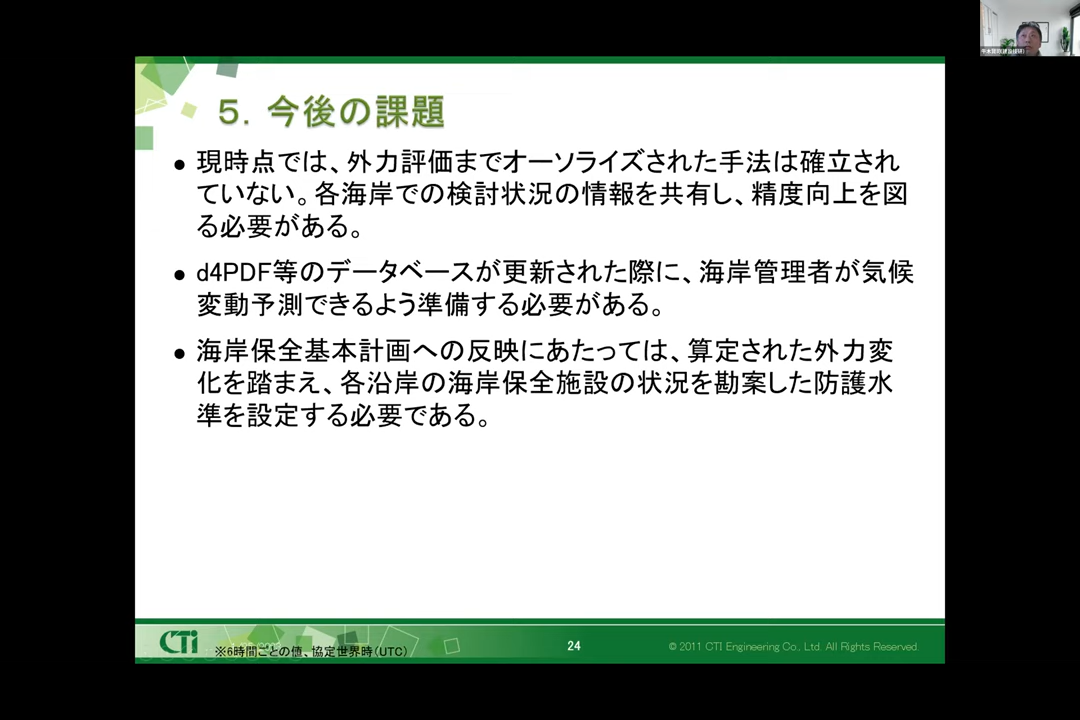 5．今後の課題
● 現時点では、外力評価までオーソライズされた手法は確立され
ていない。各海岸での検討状況の情報を共有し、精度向上を図
る必要がある。
● d4PDF等のデータベースが更新された際に、海岸管理者が気候
変動予測できるよう準備する必要がある。
● 海岸保全基本計画への反映にあたっては、算定された外力変
化を踏まえ、各沿岸の海岸保全施設の状況を勘案した防護水
準を設定する必要である。
CTi
※6時間ごとの値、協定世界時（UTC）
24
© 2011 CTI Engineering Co., Ltd. All Rights Reserved.